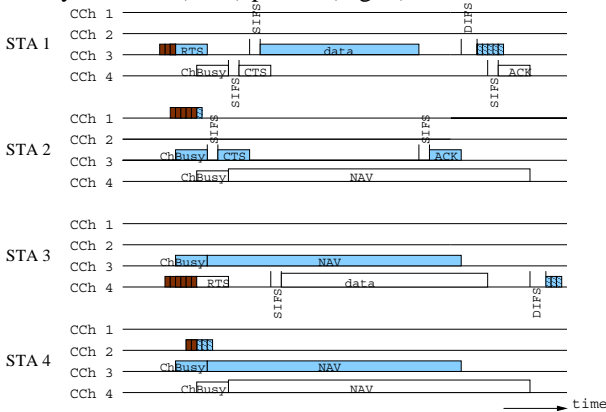 CCh 1
SIFS
DIFS
CCh 2
STA 1
RTS
data
CCh 3
ChBusy
CTS
ACK
CCh 4
SIFS
SIFS
CCh 1
SIFS
SIFS
STA 2
CCh 2
ChBusy
CTS
ACK
CCh 3
ChBusy
NAV
CCh 4
CCh 1
CCh 2
STA 3
ChBusy
NAV
CCh 3
RTS
data
CCh 4
SIFS
DIFS
CCh 1
CCh 2
STA 4
ChBusy
NAV
CCh 3
ChBusy
NAV
CCh 4
time